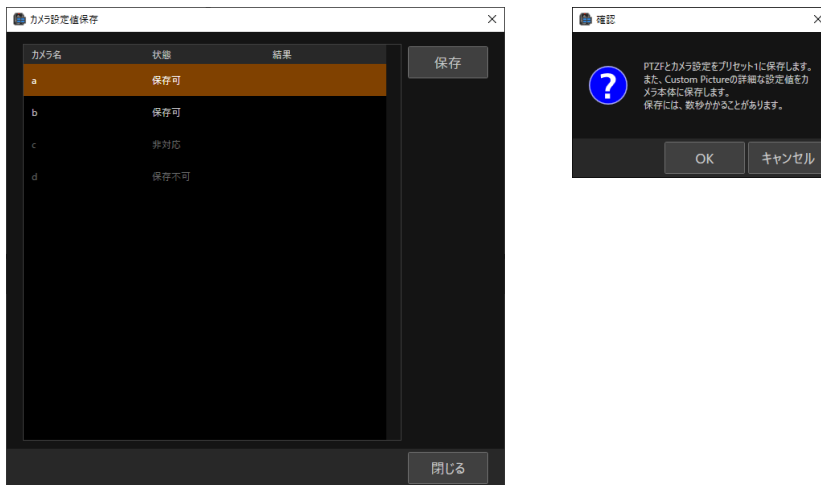 カメラ設定値保存
カメラ名 状態 結果
a 保存可
b 保存可
c 非対応
d 保存不可
保存
閉じる
確認
PTZFとカメラ設定をプリセット1に保存します。
また、Custom Pictureの詳細な設定値をカ
メラ本体に保存します。
保存には、数秒かかることがあります。
OK キャンセル